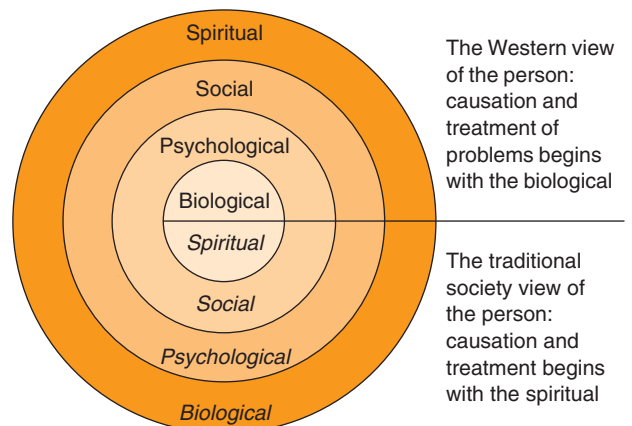 Spiritual
Social
Psychological
Biological
Spiritual
Social
Psychological
Biological
The Western view
of the person:
causation and
treatment of
problems begins
with the biological
The traditional
society view of
the person:
causation and
treatment begins
with the spiritual